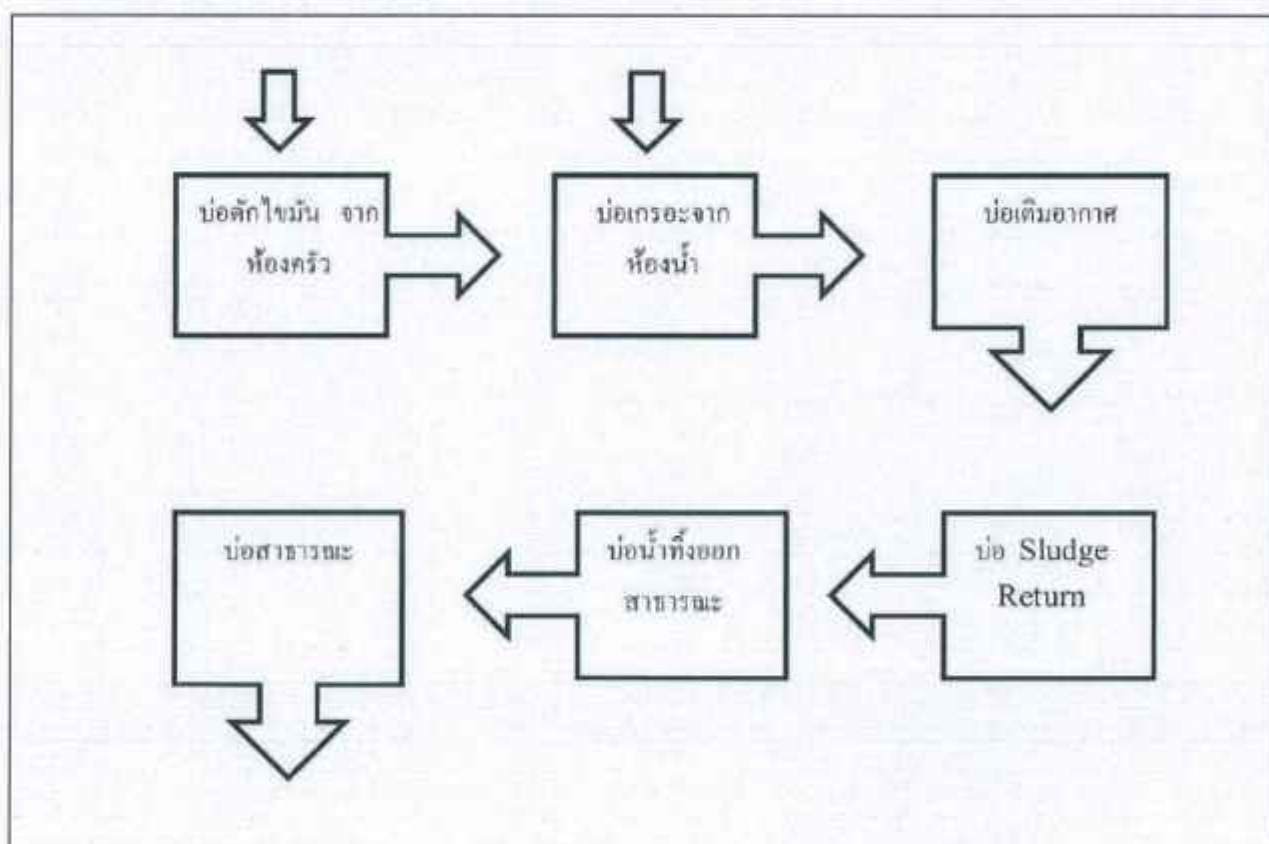 บ่อดักไขมัน จาก
ห้องครัว
บ่อเกรอะจาก
ห้องน้ำ
บ่อเติมอากาศ
บ่อสาธารณะ
บ่อน้ำทิ้งออก
สาธารณะ
บ่อ Sludge
Return